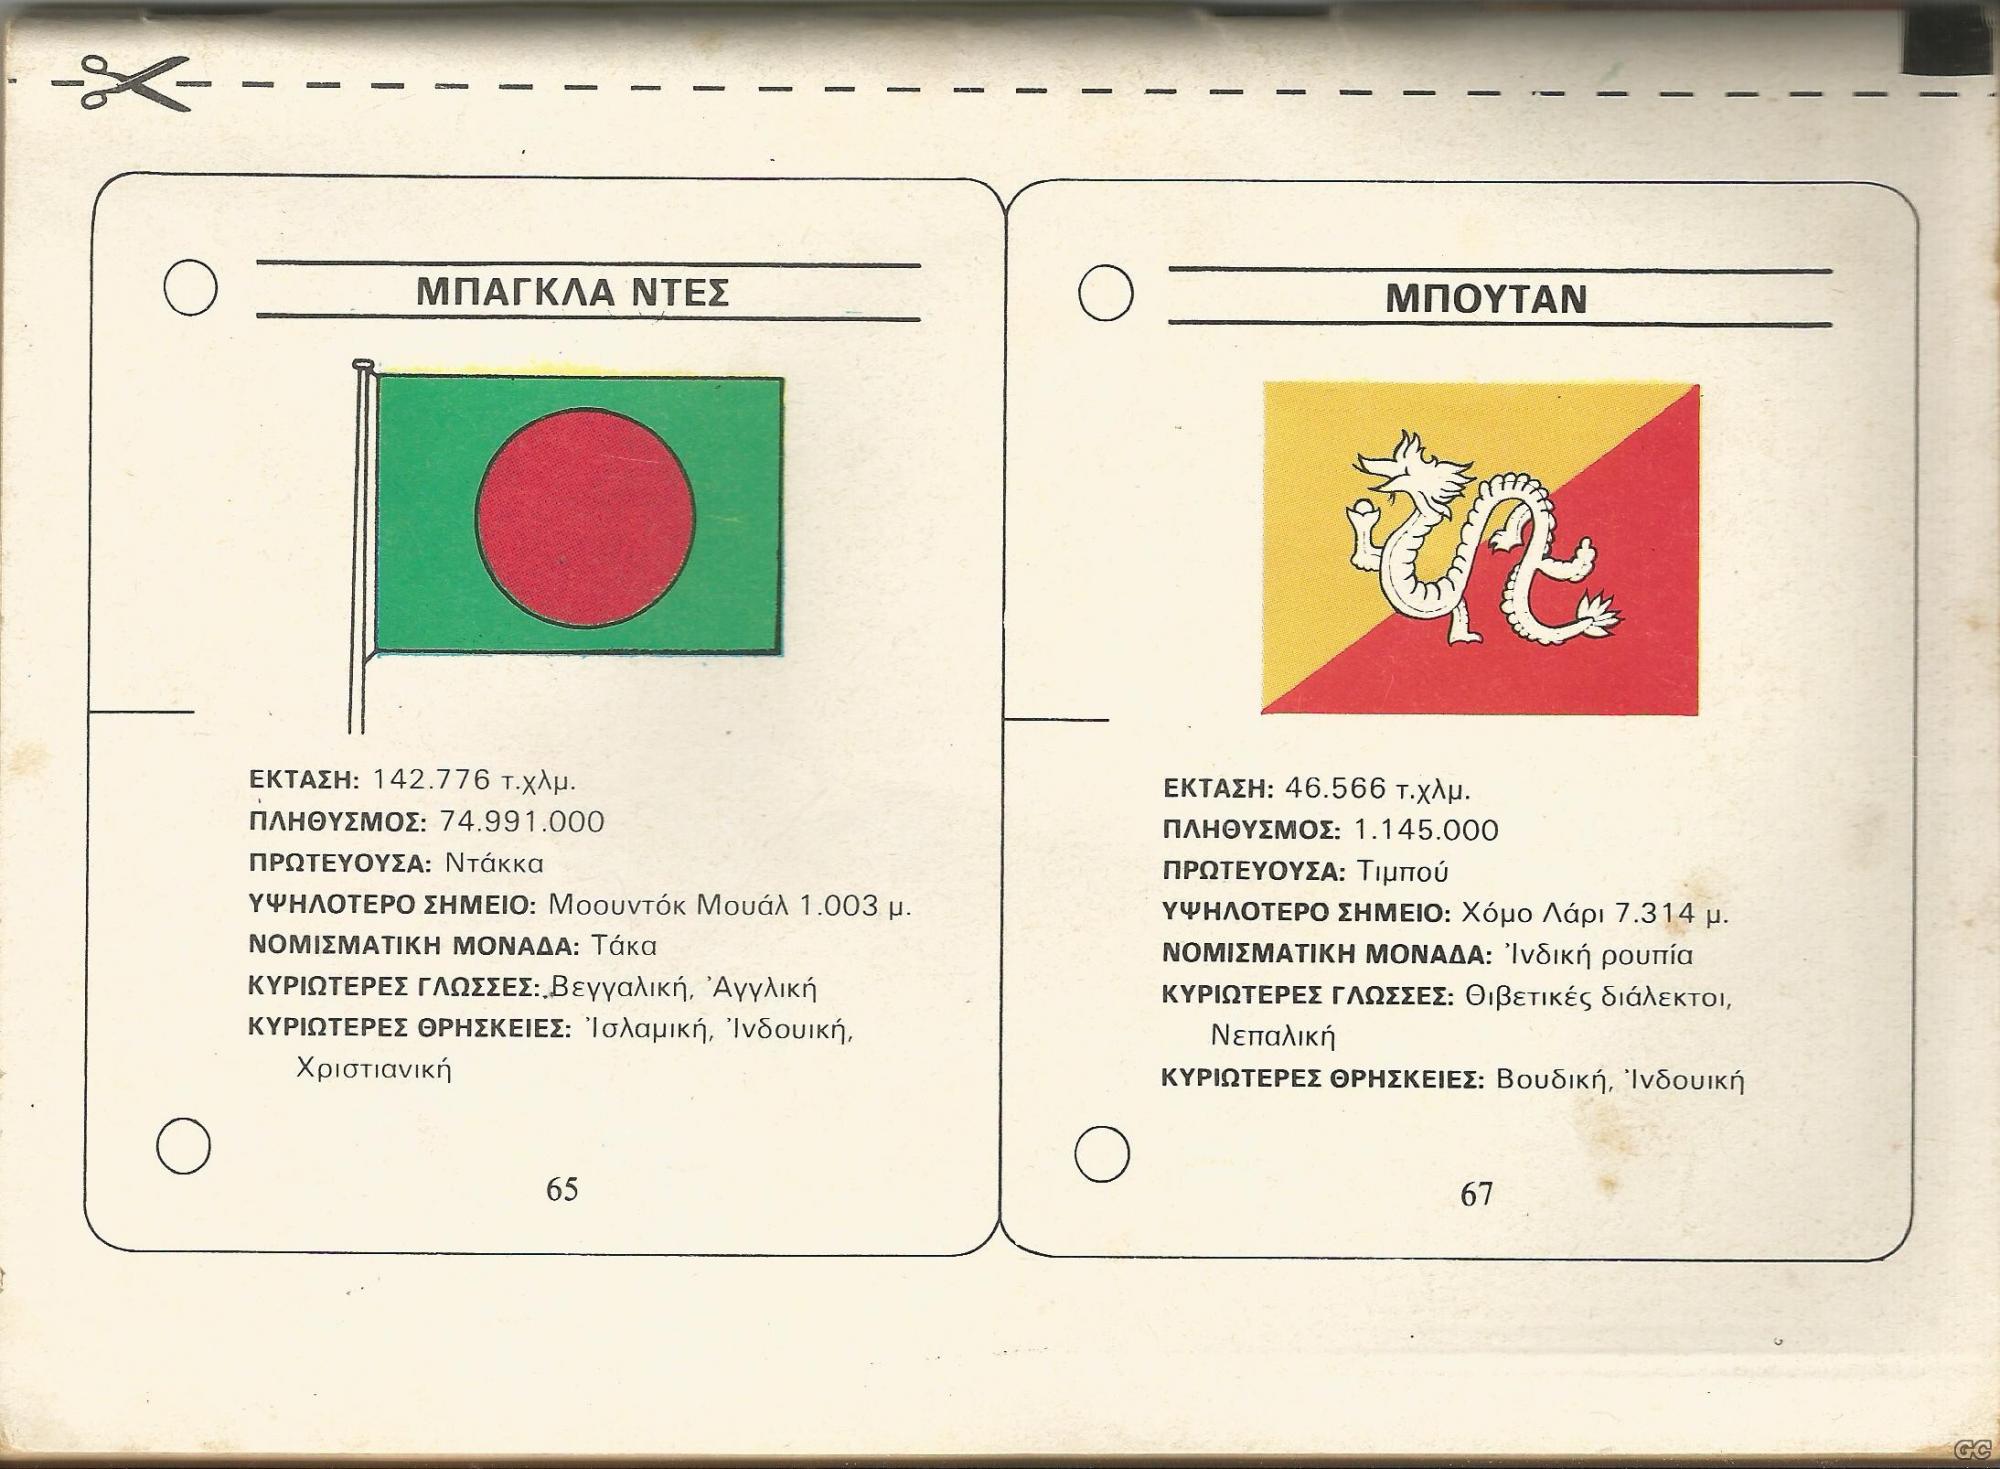 ΜΠΑΓΚΛΑ ΝΤΕΣ
ΕΚΤΑΣΗ: 142.776 τ.χλμ.
ΠΛΗΘΥΣΜΟΣ: 74.991.000
ΠΡΩΤΕΥΟΥΣΑ: Ντάκκα
ΥΨΗΛΟΤΕΡΟ ΣΗΜΕΙΟ: Μοουντόκ Μουάλ 1.003 μ.
ΝΟΜΙΣΜΑΤΙΚΗ ΜΟΝΑΔΑ: Τάκα
ΚΥΡΙΩΤΕΡΕΣ ΓΛΩΣΣΕΣ: Βεγγαλική, Ἀγγλική
ΚΥΡΙΩΤΕΡΕΣ ΘΡΗΣΚΕΙΕΣ: Ἰσλαμική, Ἰνδουική,
Χριστιανική
65
ΜΠΟΥΤΑΝ
ΕΚΤΑΣΗ: 46.566 τ.χλμ.
ΠΛΗΘΥΣΜΟΣ: 1.145.000
ΠΡΩΤΕΥΟΥΣΑ: Τιμπού
ΥΨΗΛΟΤΕΡΟ ΣΗΜΕΙΟ: Χόμο Λάρι 7.314 μ.
ΝΟΜΙΣΜΑΤΙΚΗ ΜΟΝΑΔΑ: Ἰνδική ρουπία
ΚΥΡΙΩΤΕΡΕΣ ΓΛΩΣΣΕΣ: Θιβετικές διάλεκτοι,
Νεπαλική
ΚΥΡΙΩΤΕΡΕΣ ΘΡΗΣΚΕΙΕΣ: Βουδική, Ἰνδουική
67
GC